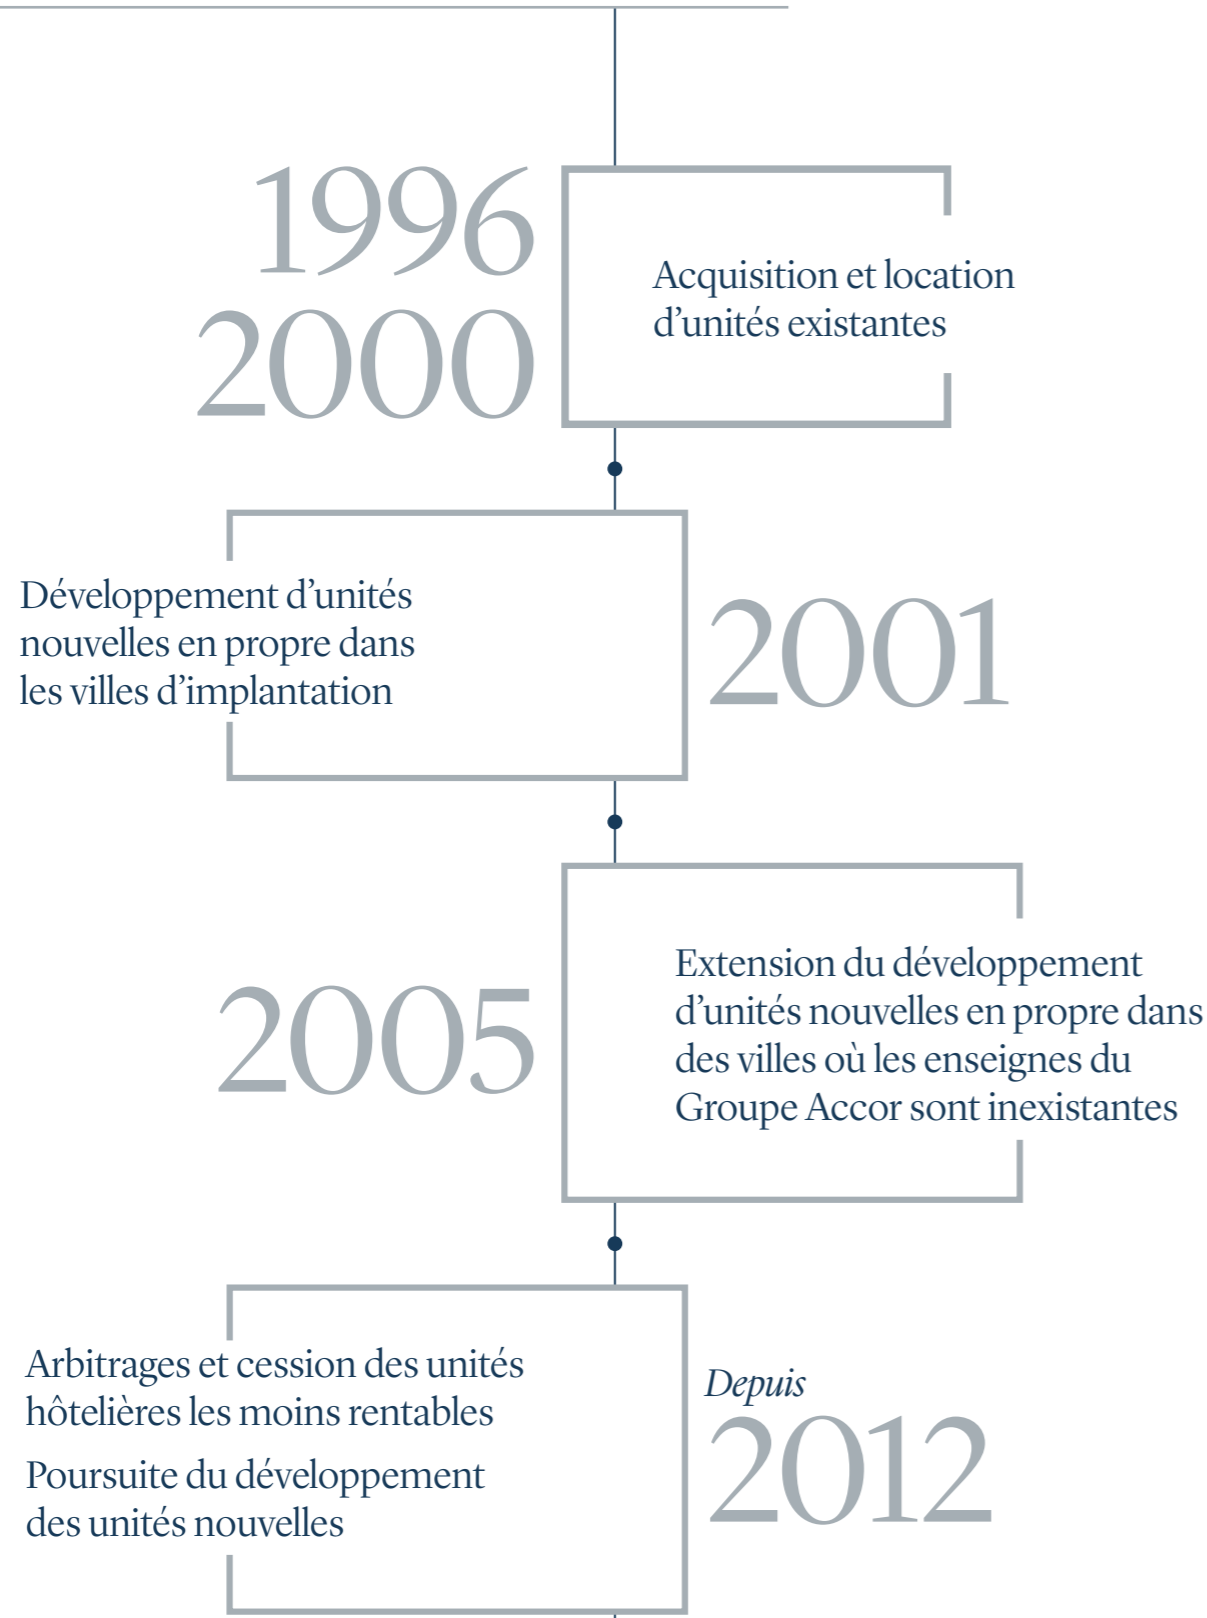 1996
2000
Acquisition et location
d’unités existantes
Développement d’unités
nouvelles en propre dans
les villes d’implantation
2001
2005
Extension du développement
d’unités nouvelles en propre dans
des villes où les enseignes du
Groupe Accor sont inexistantes
Arbitrages et cession des unités
hôtelières les moins rentables
Poursuite du développement
des unités nouvelles
Depuis
2012